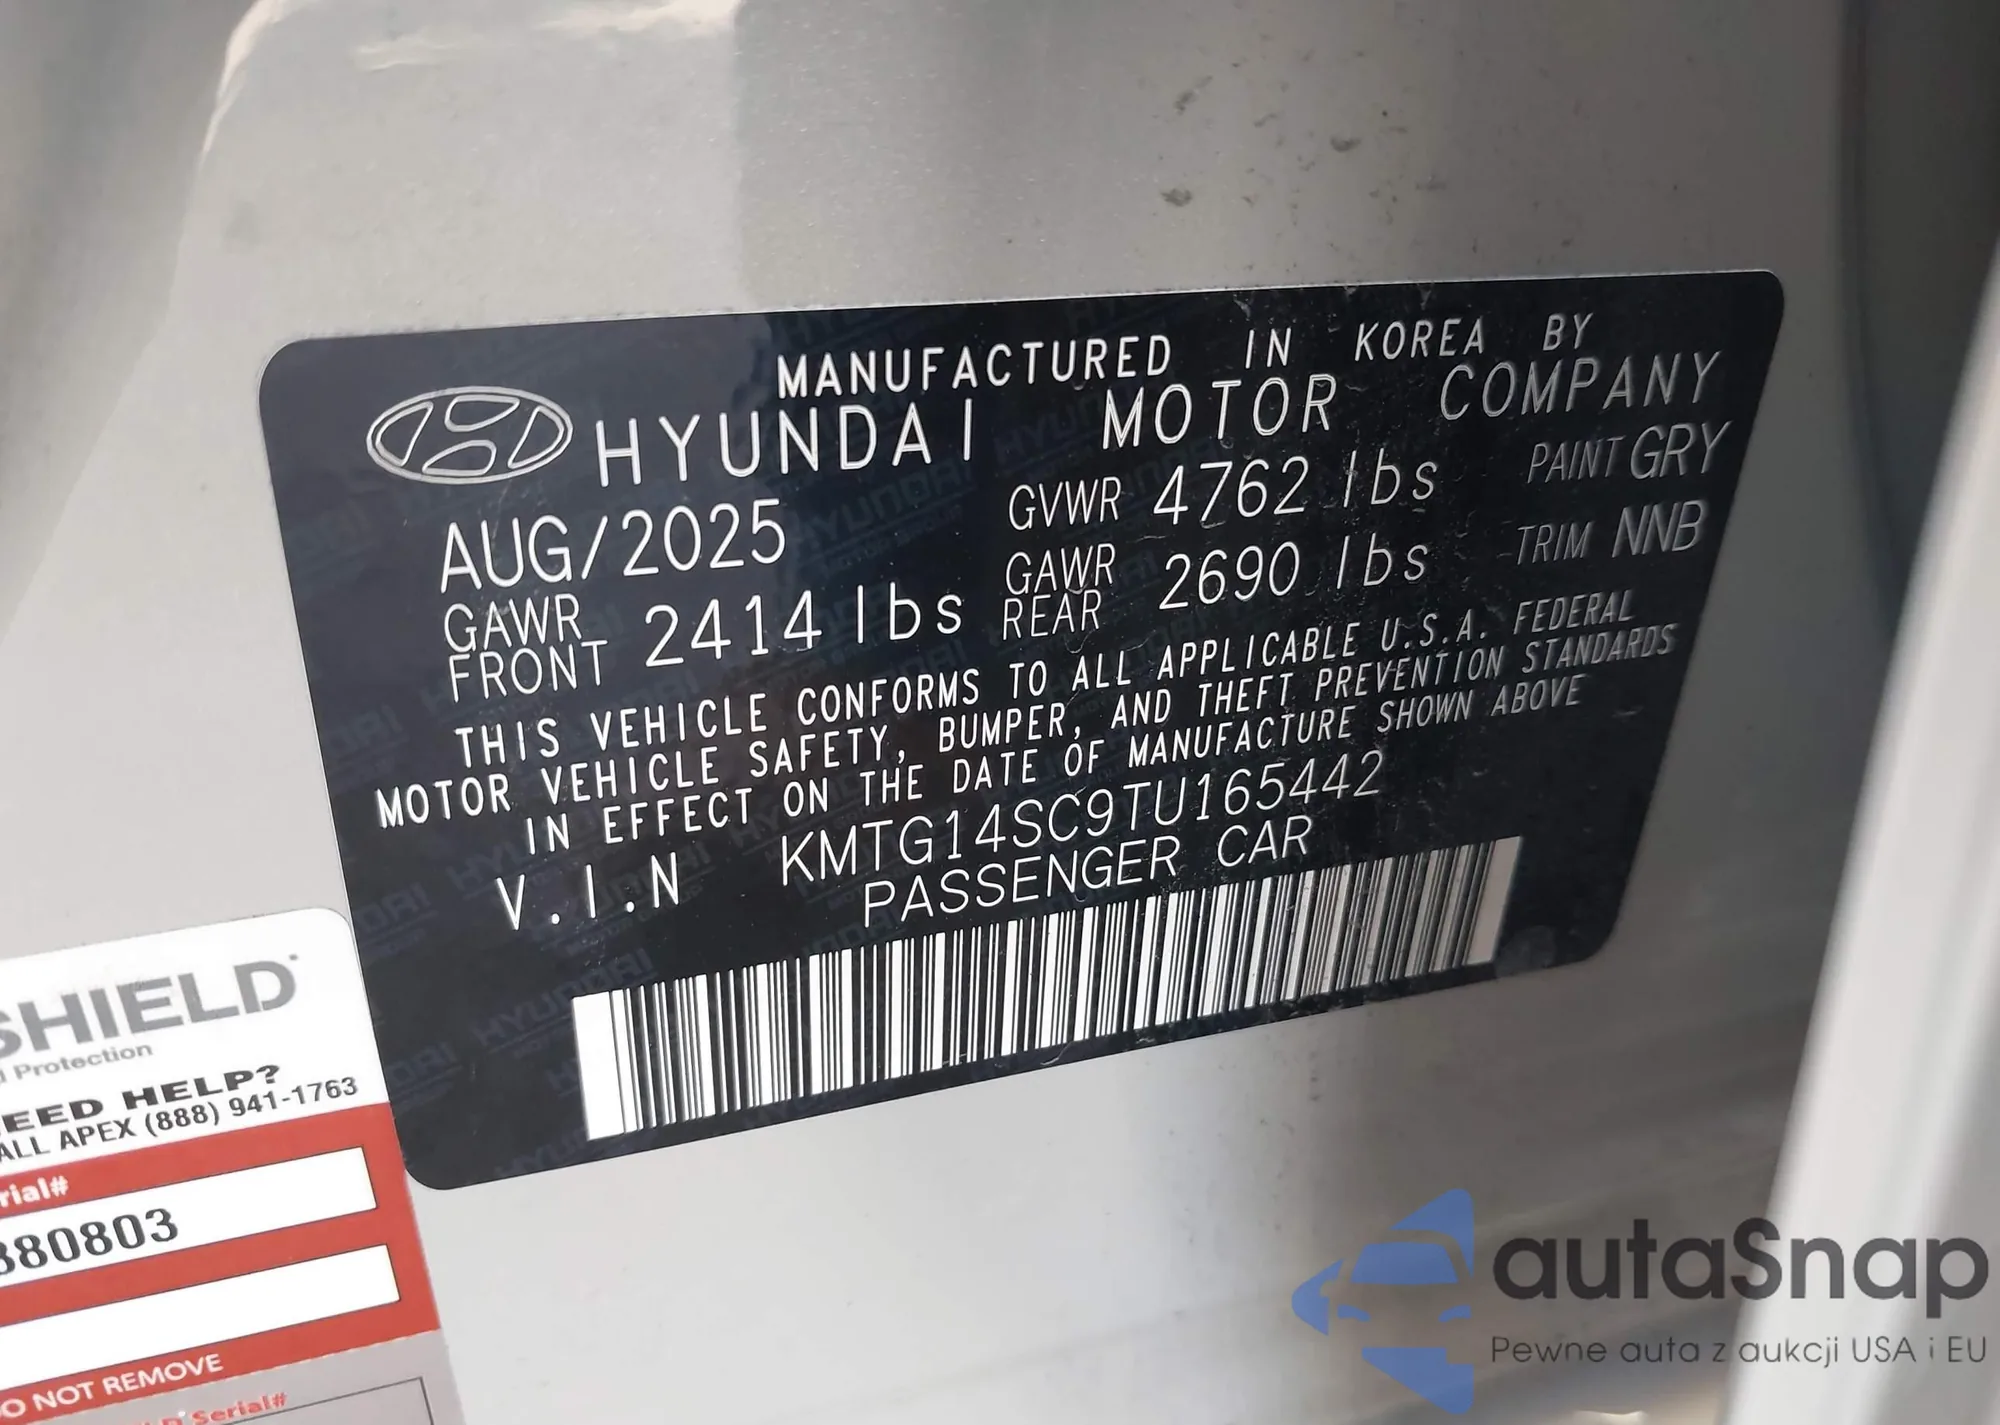 MANUFACTURED IN KOREA BY
HYUNDAI MOTOR COMPANY
AUG/2025 GVWR 4762 lbs PAINT GRY
GAWR FRONT 2414 lbs GAWR REAR 2690 lbs TRIM NNB
THIS VEHICLE CONFORMS TO ALL APPLICABLE U.S.A. FEDERAL
MOTOR VEHICLE SAFETY, BUMPER, AND THEFT PREVENTION STANDARDS
IN EFFECT ON THE DATE OF MANUFACTURE SHOWN ABOVE
V.I.N KMTG14SC9TU165442
PASSENGER CAR
SHIELD
Protection
EED HELP?
ALL APEX (888) 941-1763
rial#
880803
DO NOT REMOVE
Serial#
autaSnap
Pewne auta z aukcji USA i EU